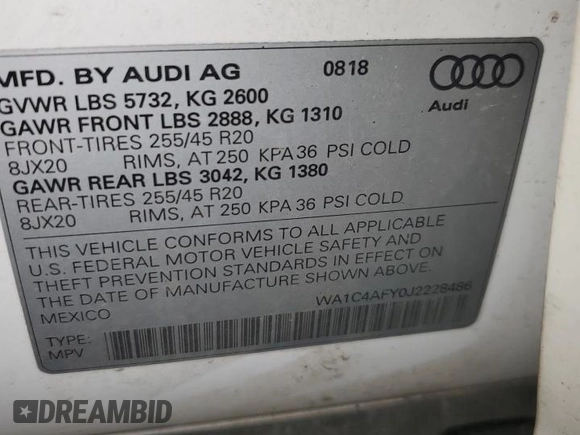 MFD. BY AUDI AG 0818
GVWR LBS 5732, KG 2600
GAWR FRONT LBS 2888, KG 1310
FRONT-TIRES 255/45 R20
8JX20 RIMS, AT 250 KPA 36 PSI COLD
GAWR REAR LBS 3042, KG 1380
REAR-TIRES 255/45 R20
8JX20 RIMS, AT 250 KPA 36 PSI COLD
Audi
THIS VEHICLE CONFORMS TO ALL APPLICABLE
U.S. FEDERAL MOTOR VEHICLE SAFETY AND
THEFT PREVENTION STANDARDS IN EFFECT ON
THE DATE OF MANUFACTURE SHOWN ABOVE.
MEXICO WA1C4AFY0J2228486
TYPE:
MPV
DREAMBID